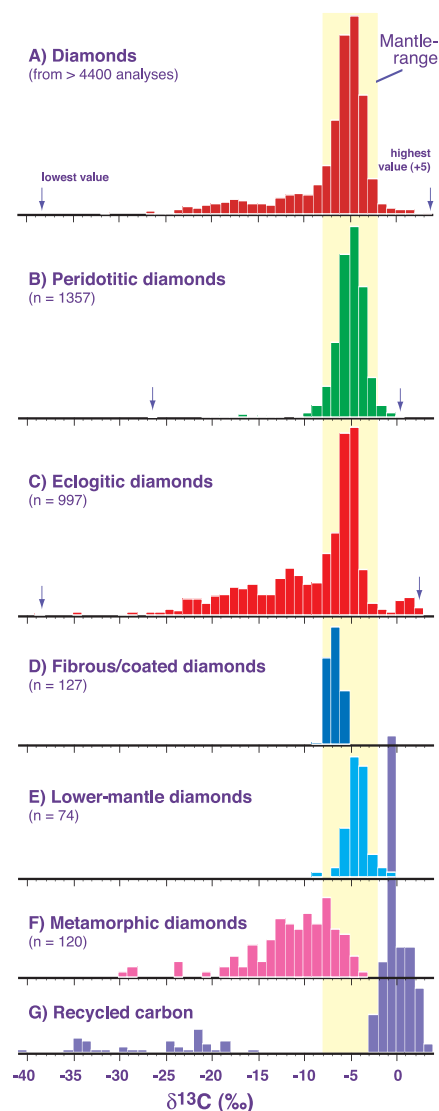 A) Diamonds
(from > 4400 analyses)
Mantle-
range
lowest value
highest
value (+5)
B) Peridotitic diamonds
(n = 1357)
C) Eclogitic diamonds
(n = 997)
D) Fibrous/coated diamonds
(n = 127)
E) Lower-mantle diamonds
(n = 74)
F) Metamorphic diamonds
(n = 120)
G) Recycled carbon
-40 -35 -30 -25 -20 -15 -10 -5 0
δ13C (‰)